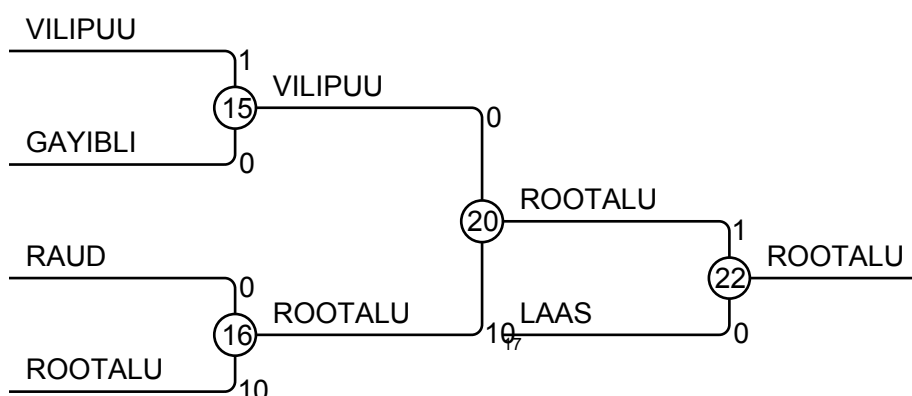 VILIPUU
1
15
VILIPUU
GAYIBLI
0
0
20
ROOTALU
RAUD
0
1
22
ROOTALU
16
ROOTALU
10
17
LAAS
0
ROOTALU
10